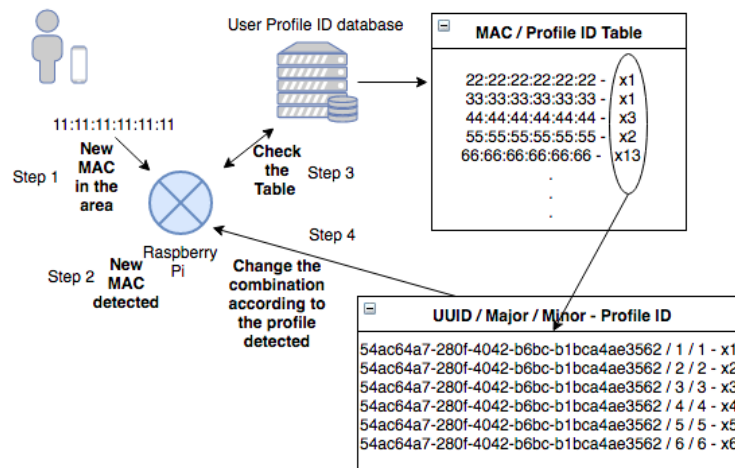 User Profile ID database
MAC / Profile ID Table
22:22:22:22:22:22 - x1
33:33:33:33:33:33 - x1
44:44:44:44:44:44 - x3
55:55:55:55:55:55 - x2
66:66:66:66:66:66 - x13
.
.
.
11:11:11:11:11:11
Step 1
New
MAC
in the
area
Check
the
Table
Step 3
Raspberry
Pi
Step 2
New
MAC
detected
Step 4
Change the
combination
according to
the profile
detected
UUID / Major / Minor - Profile ID
54ac64a7-280f-4042-b6bc-b1bca4ae3562 / 1 / 1 - x1
54ac64a7-280f-4042-b6bc-b1bca4ae3562 / 2 / 2 - x2
54ac64a7-280f-4042-b6bc-b1bca4ae3562 / 3 / 3 - x3
54ac64a7-280f-4042-b6bc-b1bca4ae3562 / 4 / 4 - x4
54ac64a7-280f-4042-b6bc-b1bca4ae3562 / 5 / 5 - x5
54ac64a7-280f-4042-b6bc-b1bca4ae3562 / 6 / 6 - x6